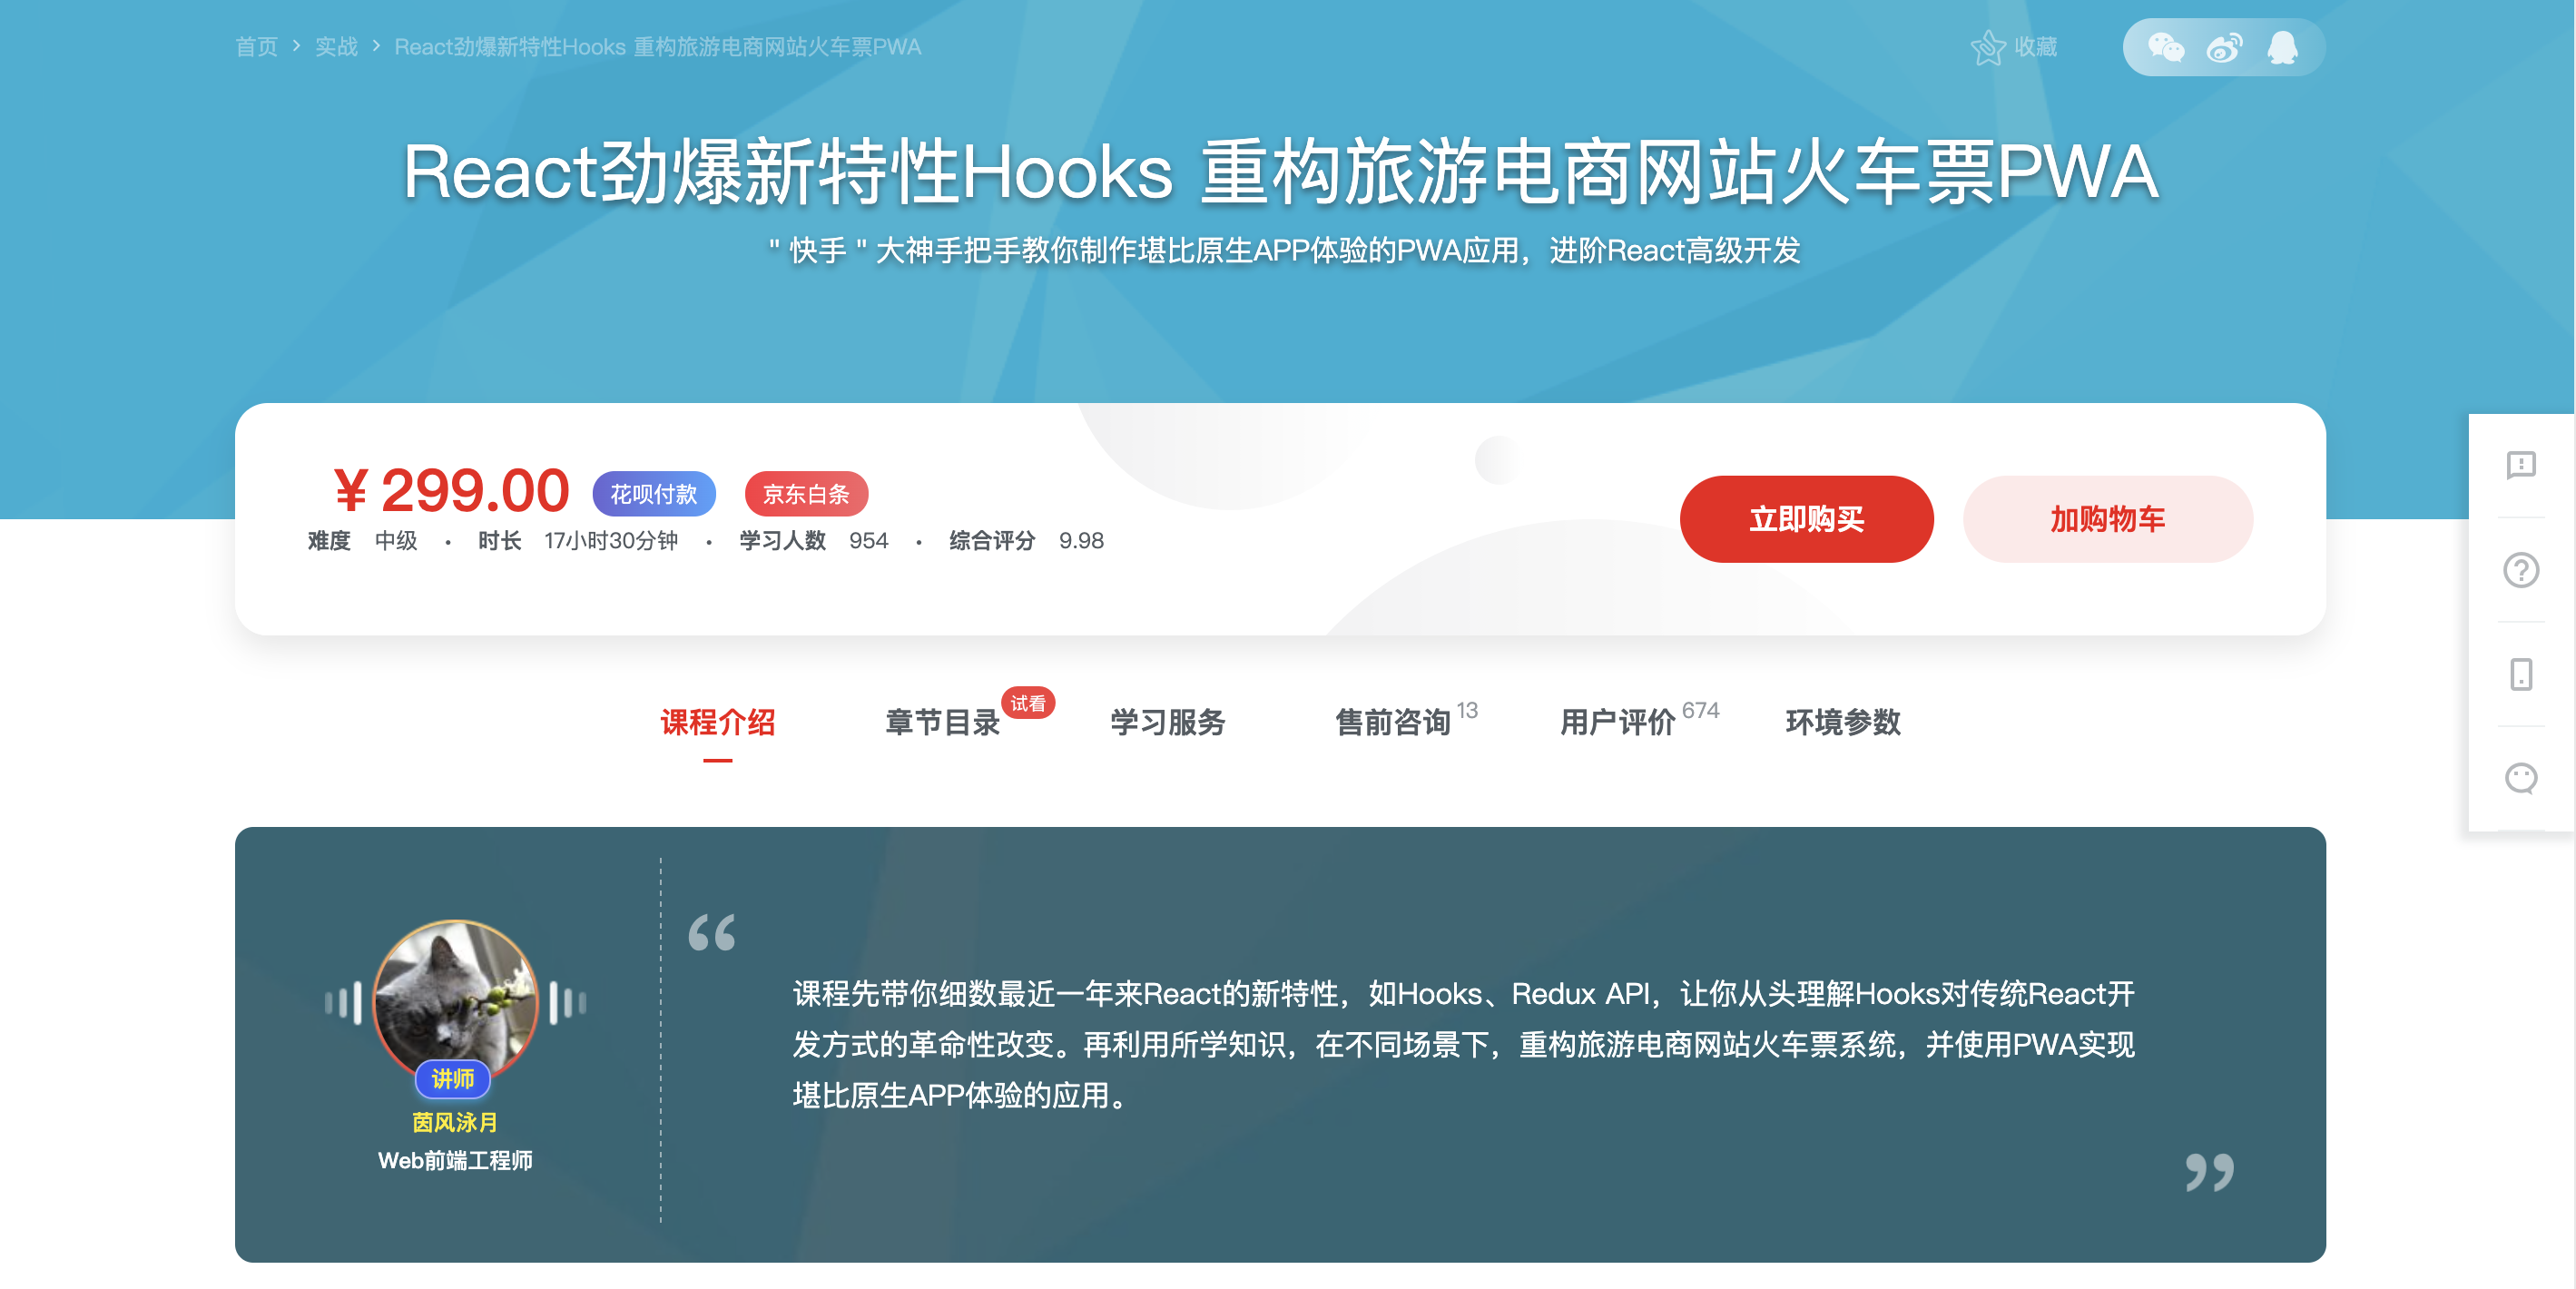 首页 > 实战 > React劲爆新特性Hooks 重构旅游电商网站火车票PWA
收藏
React劲爆新特性Hooks 重构旅游电商网站火车票PWA
" 快手 " 大神手把手教你制作堪比原生APP体验的PWA应用，进阶React高级开发
¥ 299.00 花呗付款 京东白条
难度 中级 · 时长 17小时30分钟 · 学习人数 954 · 综合评分 9.98
立即购买 加购物车
课程介绍 章节目录 试看 学习服务 售前咨询 13 用户评价 674 环境参数
讲师
茵风泳月
Web前端工程师
“
课程先带你细数最近一年来React的新特性，如Hooks、Redux API，让你从头理解Hooks对传统React开
发方式的革命性改变。再利用所学知识，在不同场景下，重构旅游电商网站火车票系统，并使用PWA实现
堪比原生APP体验的应用。
”